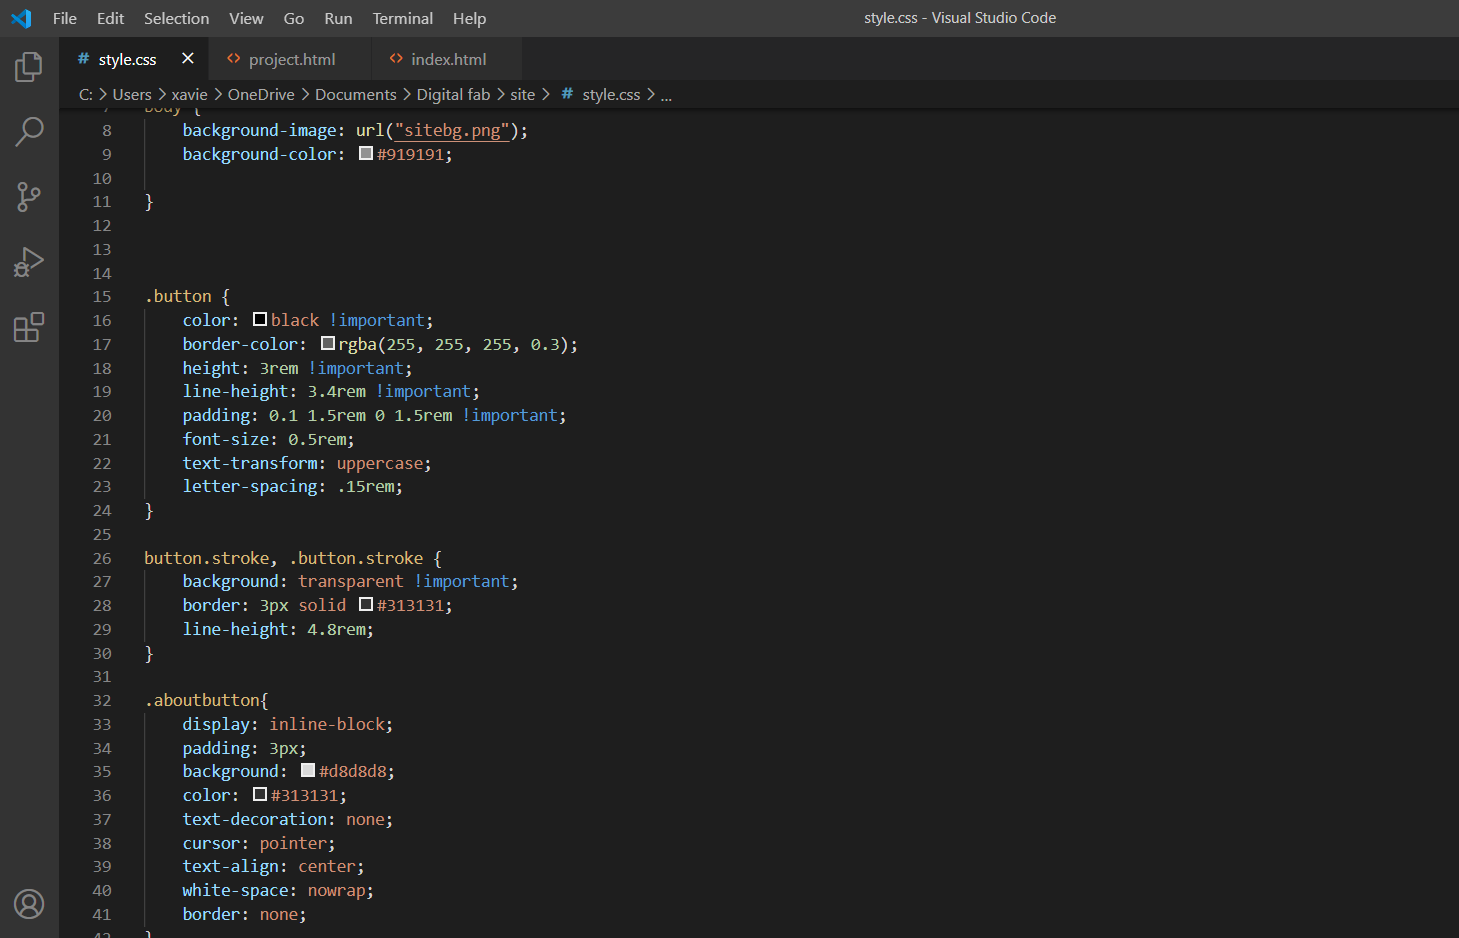 File Edit Selection View Go Run Terminal Help style.css - Visual Studio Code
# style.css × <> project.html <> index.html
C: > Users > xavie > OneDrive > Documents > Digital fab > site > # style.css > ...
7 body {
8 background-image: url("sitebg.png");
9 background-color: #919191;
10
11 }
12
13
14
15 .button {
16 color: black !important;
17 border-color: rgba(255, 255, 255, 0.3);
18 height: 3rem !important;
19 line-height: 3.4rem !important;
20 padding: 0.1 1.5rem 0 1.5rem !important;
21 font-size: 0.5rem;
22 text-transform: uppercase;
23 letter-spacing: .15rem;
24 }
25
26 button.stroke, .button.stroke {
27 background: transparent !important;
28 border: 3px solid #313131;
29 line-height: 4.8rem;
30 }
31
32 .aboutbutton{
33 display: inline-block;
34 padding: 3px;
35 background: #d8d8d8;
36 color: #313131;
37 text-decoration: none;
38 cursor: pointer;
39 text-align: center;
40 white-space: nowrap;
41 border: none;
42 }